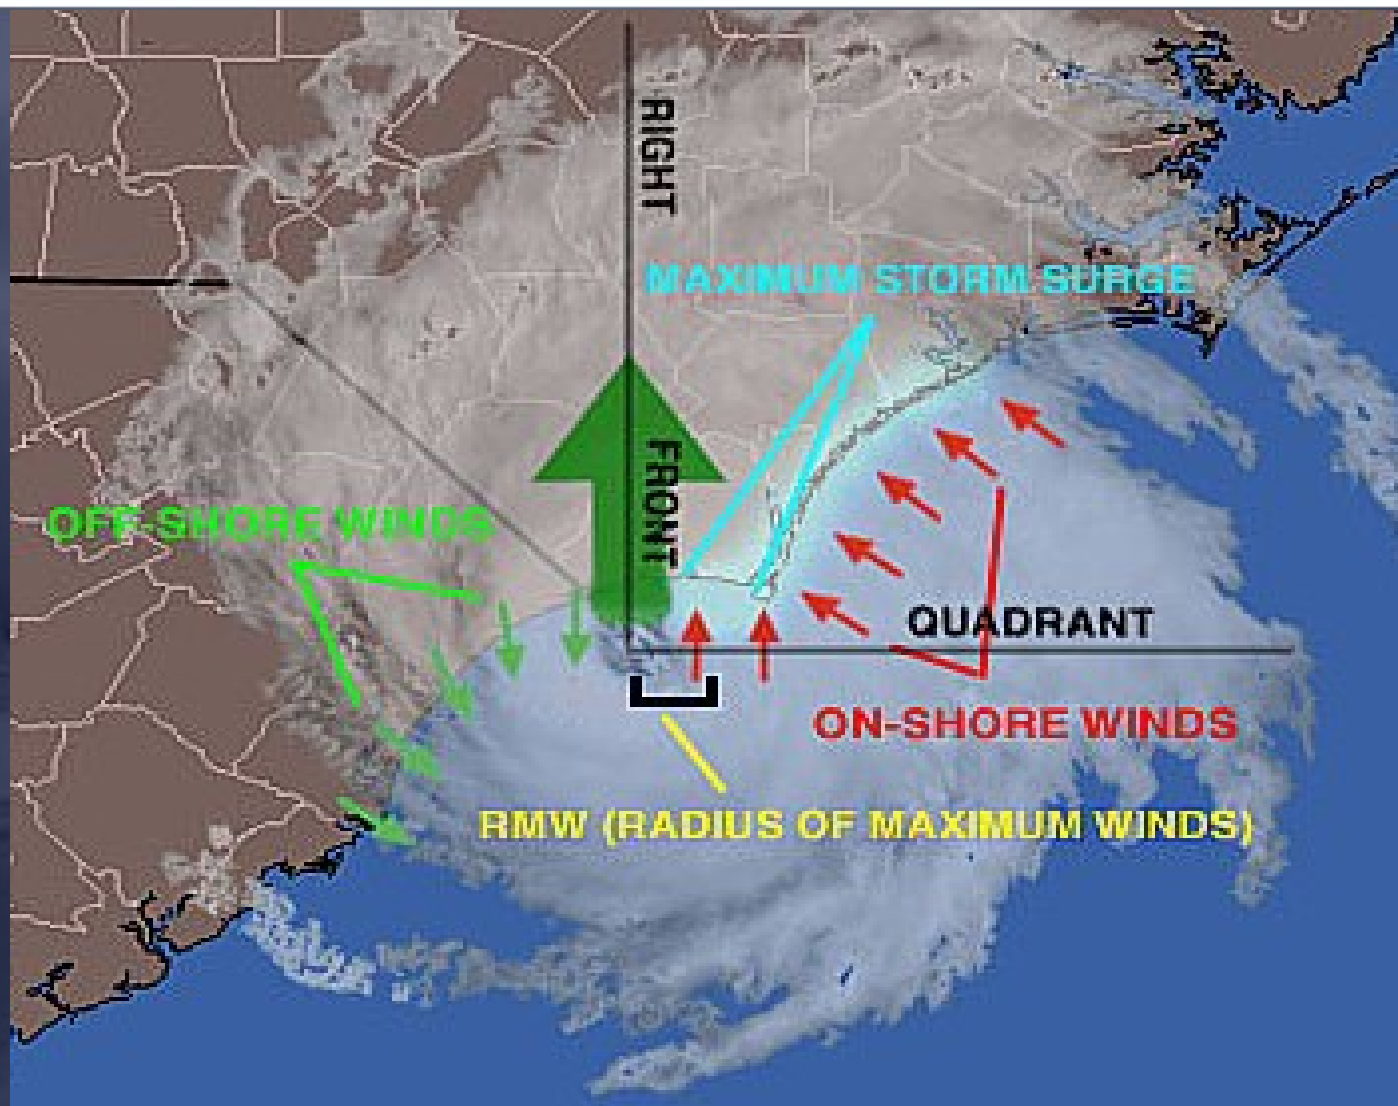 RIGHT
MAXIMUM STORM SURGE
FRONT
OFF-SHORE WINDS
QUADRANT
ON-SHORE WINDS
RMW (RADIUS OF MAXIMUM WINDS)